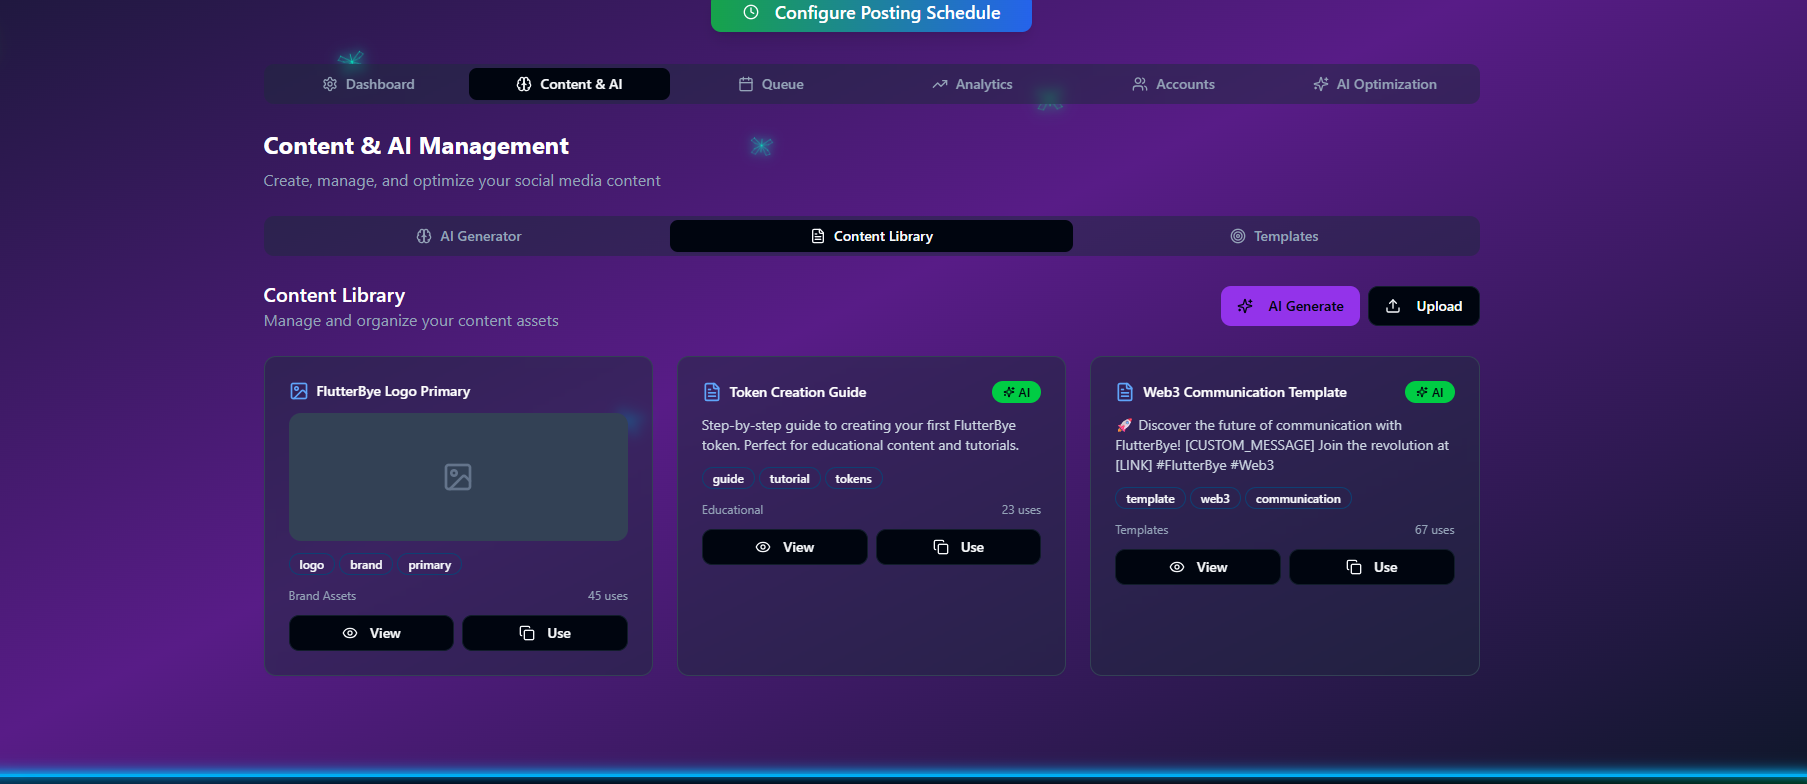 Configure Posting Schedule
Dashboard
Content & AI
Queue
Analytics
Accounts
AI Optimization
Content & AI Management
Create, manage, and optimize your social media content
AI Generator
Content Library
Templates
Content Library
Manage and organize your content assets
AI Generate
Upload
FlutterBye Logo Primary
logo brand primary
Brand Assets 45 uses
View Use
Token Creation Guide AI
Step-by-step guide to creating your first FlutterBye
token. Perfect for educational content and tutorials.
guide tutorial tokens
Educational 23 uses
View Use
Web3 Communication Template AI
🚀 Discover the future of communication with
FlutterBye! [CUSTOM_MESSAGE] Join the revolution at
[LINK] #FlutterBye #Web3
template web3 communication
Templates 67 uses
View Use